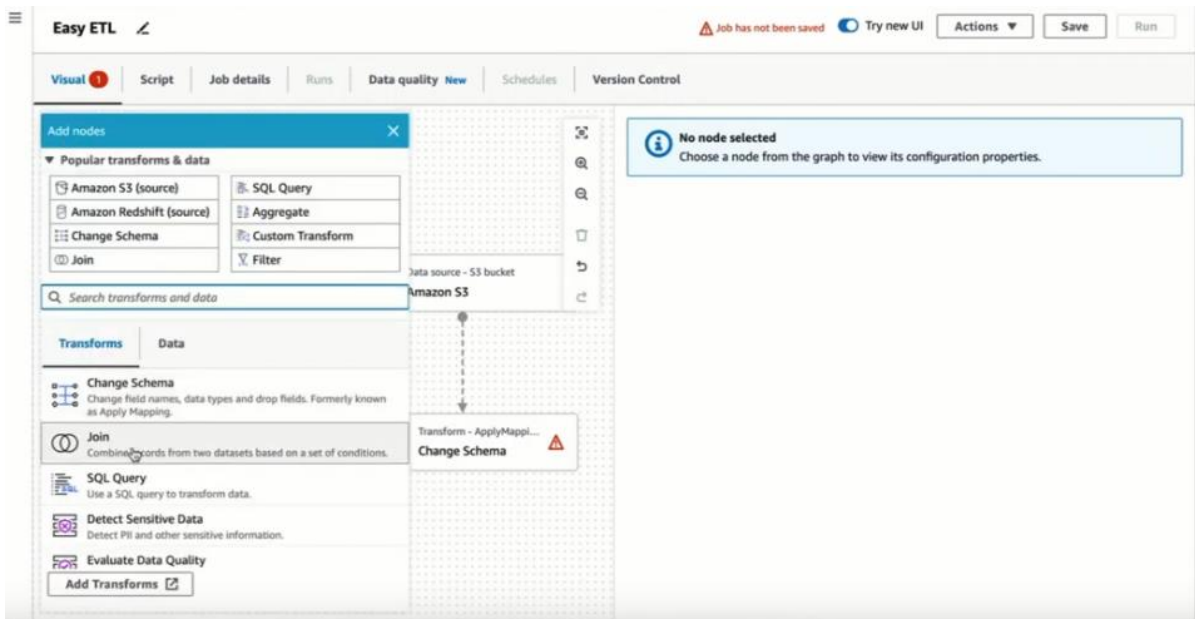 Easy ETL
Job has not been saved
Try new UI
Actions
Save
Run
Visual 1
Script
Job details
Runs
Data quality New
Schedules
Version Control
Add nodes
Popular transforms & data
Amazon S3 (source)
SQL Query
Amazon Redshift (source)
Aggregate
Change Schema
Custom Transform
Join
Filter
Search transforms and data
Transforms
Data
Change Schema
Change field names, data types and drop fields. Formerly known
as Apply Mapping.
Join
Combine records from two datasets based on a set of conditions.
SQL Query
Use a SQL query to transform data.
Detect Sensitive Data
Detect PII and other sensitive information.
Evaluate Data Quality
Add Transforms
Data source - S3 bucket
Amazon S3
Transform - ApplyMappi...
Change Schema
No node selected
Choose a node from the graph to view its configuration properties.